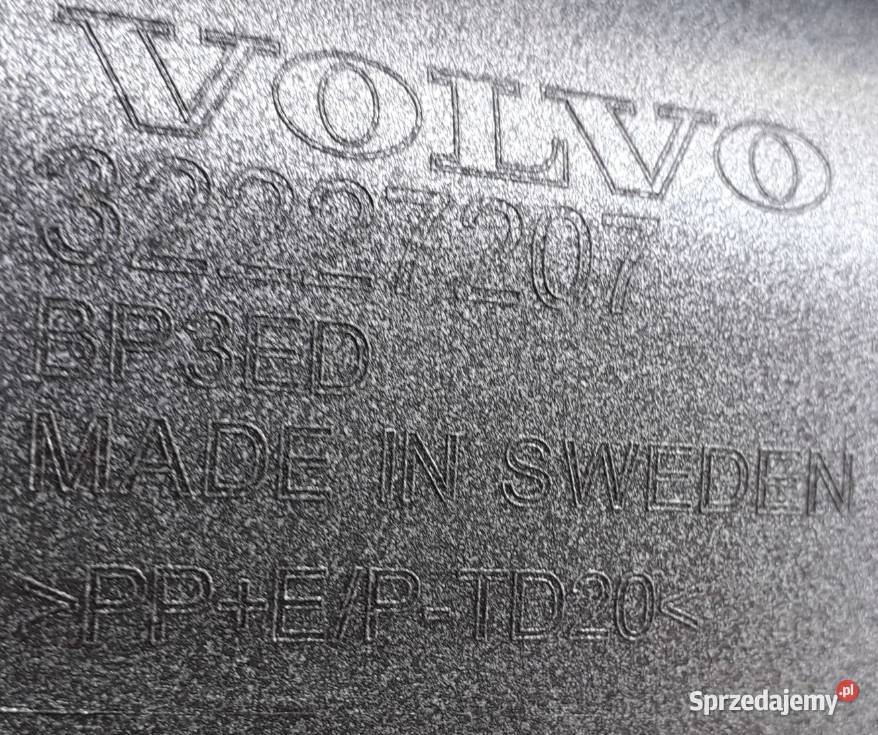 VOLVO
32227207
BP3ED
MADE IN SWEDEN
>PP+E/P-TD20<
Sprzedajemy.pl